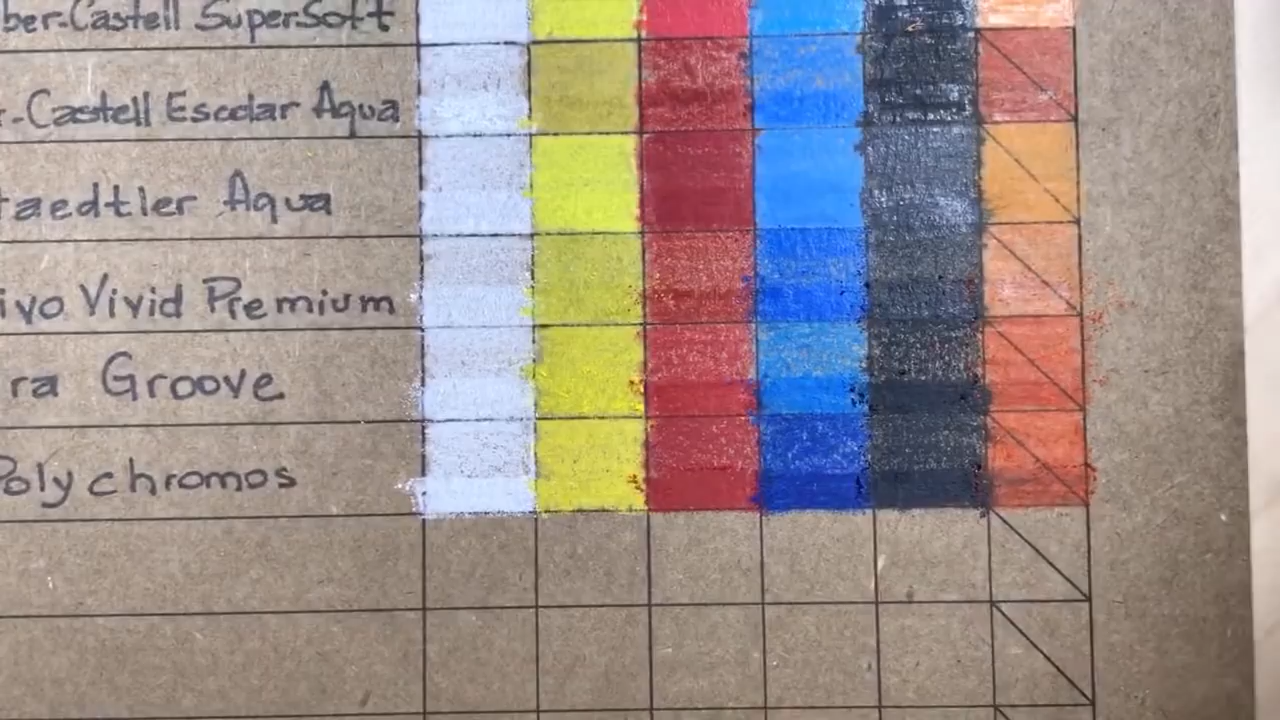 ber-Castell SuperSoft
r-Castell Escolar Aqua
taedtler Aqua
ivo Vivid Premium
ra Groove
Polychromos